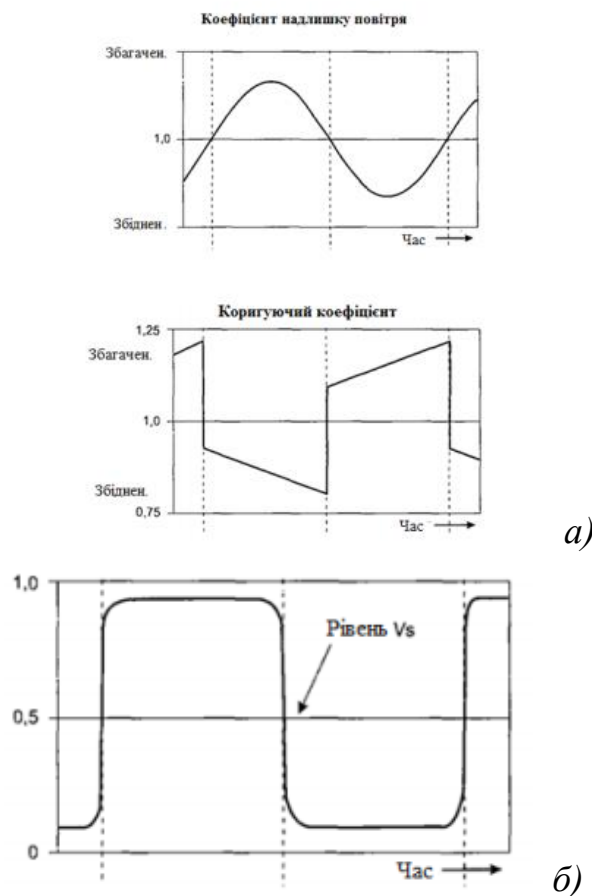 Коефіцієнт надлишку повітря
Збагачен.
1,0
Збіднен.
Час
Коригуючий коефіцієнт
1,25
Збагачен.
1,0
Збіднен.
0,75
Час
а)
1,0
Рівень Vs
0,5
0
Час
б)